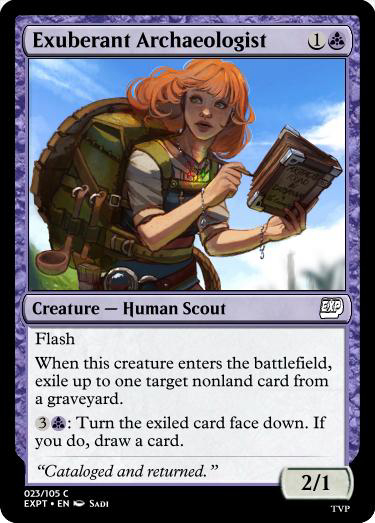 Exuberant Archaeologist 1
Creature — Human Scout
EXP
Flash
When this creature enters the battlefield,
exile up to one target nonland card from
a graveyard.
3 : Turn the exiled card face down. If
you do, draw a card.
“Cataloged and returned.”
2/1
023/105 C
EXPT • EN SADI
TVP